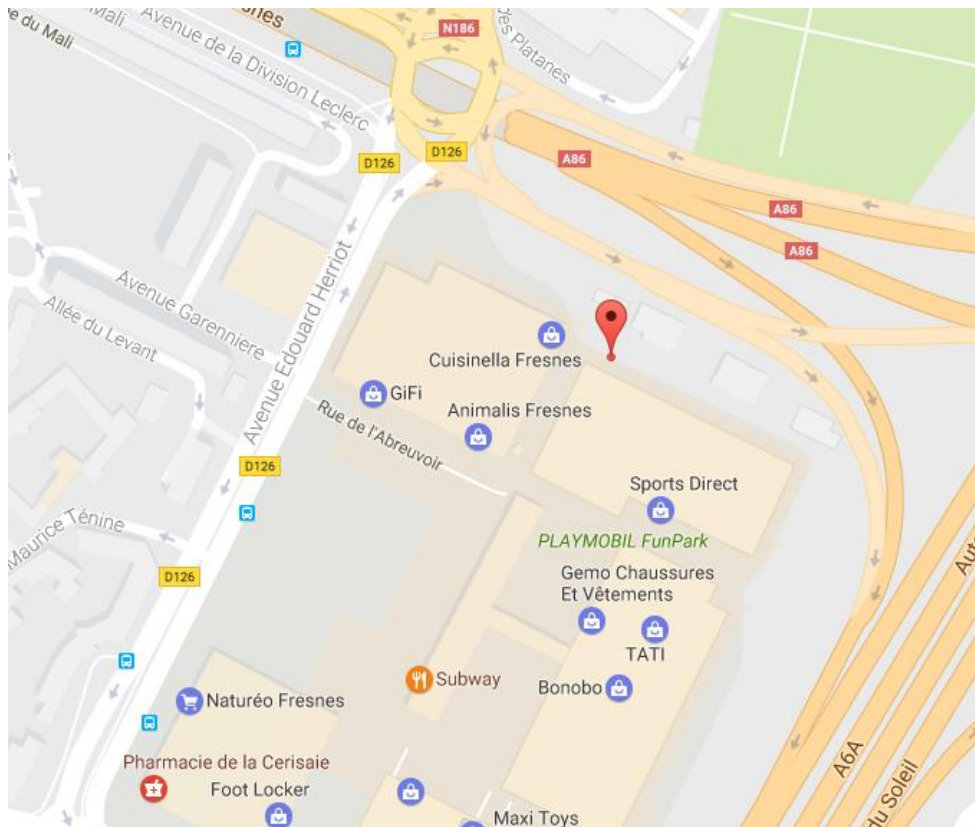 N186
des Platanes
Avenue de la Division Leclerc
du Mali
D126
D126
A86
A86
A86
Avenue Garennière
Allée du Levant
Avenue Edouard Herriot
Cuisinella Fresnes
GiFi
Animalis Fresnes
Rue de l'Abreuvoir
D126
Sports Direct
PLAYMOBIL FunPark
Maurice Ténine
D126
Gemo Chaussures
Et Vêtements
TATI
Subway
Bonobo
Naturéo Fresnes
Pharmacie de la Cerisaie
Foot Locker
Maxi Toys
A6A
du Soleil